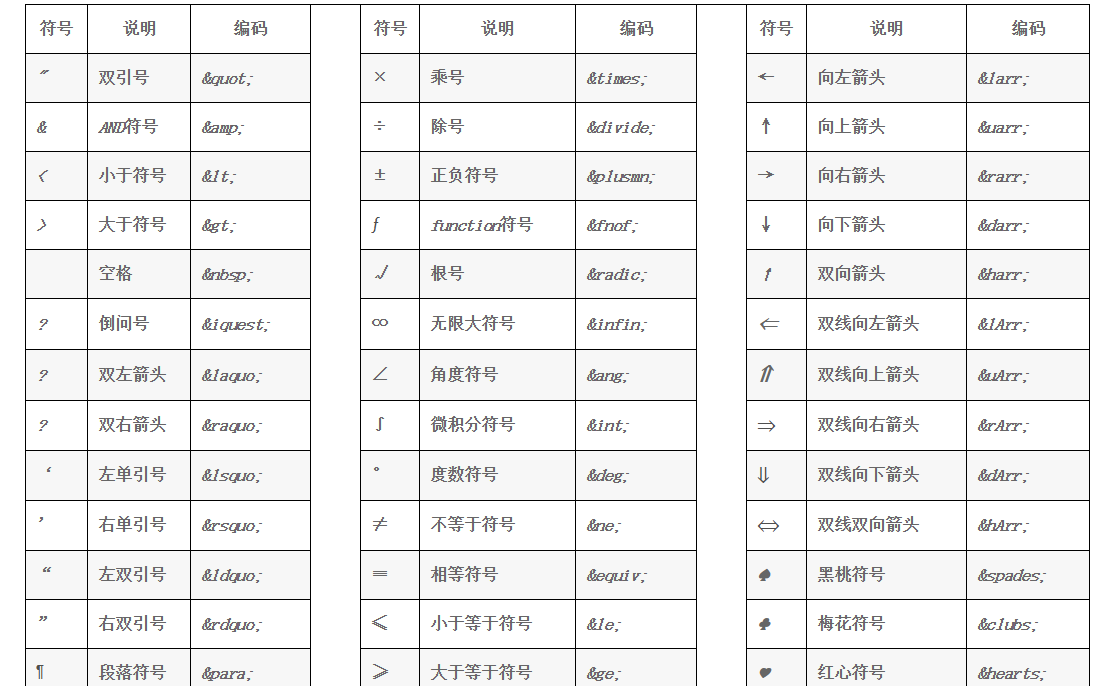 符号 说明 编码 符号 说明 编码 符号 说明 编码
" 双引号 &quot; × 乘号 &times; ← 向左箭头 &larr;
& AND符号 &amp; ÷ 除号 &divide; ↑ 向上箭头 &uarr;
< 小于符号 &lt; ± 正负符号 &plusmn; → 向右箭头 &rarr;
> 大于符号 &gt; ƒ function符号 &fnof; ↓ 向下箭头 &darr;
空格 &nbsp; √ 根号 &radic; ↑ 双向箭头 &harr;
? 倒问号 &iquest; ∞ 无限大符号 &infin; ⇐ 双线向左箭头 &lArr;
? 双左箭头 &laquo; ∠ 角度符号 &ang; ⇑ 双线向上箭头 &uArr;
? 双右箭头 &raquo; ∫ 微积分符号 &int; ⇒ 双线向右箭头 &rArr;
‘ 左单引号 &lsquo; ° 度数符号 &deg; ⇓ 双线向下箭头 &dArr;
’ 右单引号 &rsquo; ≠ 不等于符号 &ne; ⇔ 双线双向箭头 &hArr;
“ 左双引号 &ldquo; ≡ 相等符号 &equiv; ♠ 黑桃符号 &spades;
” 右双引号 &rdquo; ≤ 小于等于符号 &le; ♣ 梅花符号 &clubs;
¶ 段落符号 &para; ≥ 大于等于符号 &ge; ♥ 红心符号 &hearts;